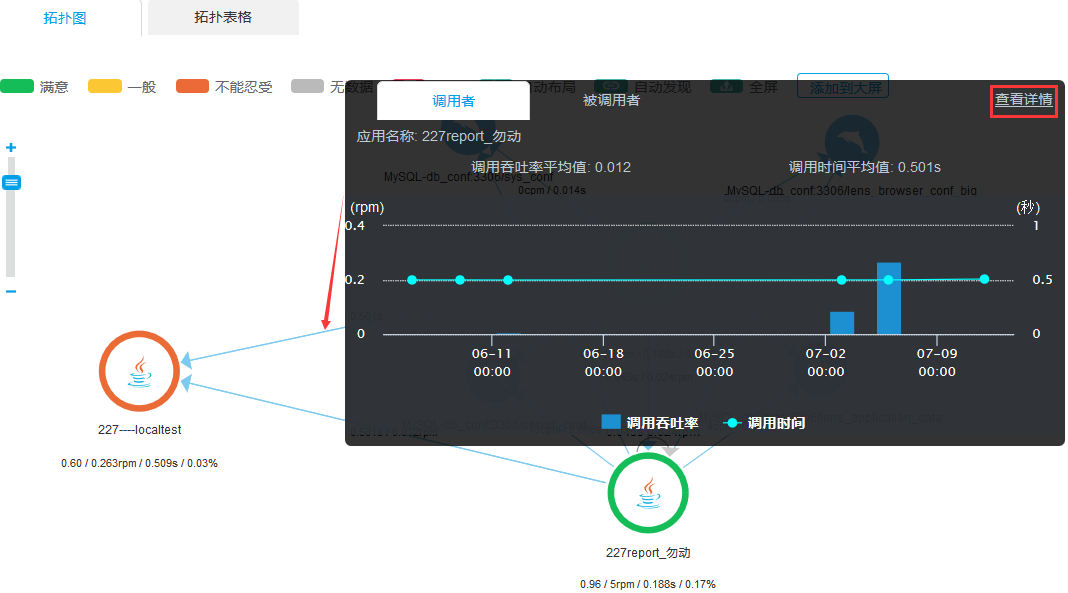 拓扑图 拓扑表格
满意 一般 不能忍受 无数据 自动布局 自动发现 全屏 添加到大屏
调用者 被调用者 查看详情
应用名称: 227report_勿动
调用吞吐率平均值: 0.012 调用时间平均值: 0.501s
MySQL-db_conf:3306/sys_conf
0cpm / 0.014s
MySQL-db_conf:3306/lens_browser_conf_big
(rpm) (秒)
0.4 1
0.2 0.5
0 0
06-11 06-18 06-25 07-02 07-09
00:00 00:00 00:00 00:00 00:00
调用吞吐率 调用时间
227----localtest
0.60 / 0.263rpm / 0.509s / 0.03%
227report_勿动
0.96 / 5rpm / 0.188s / 0.17%